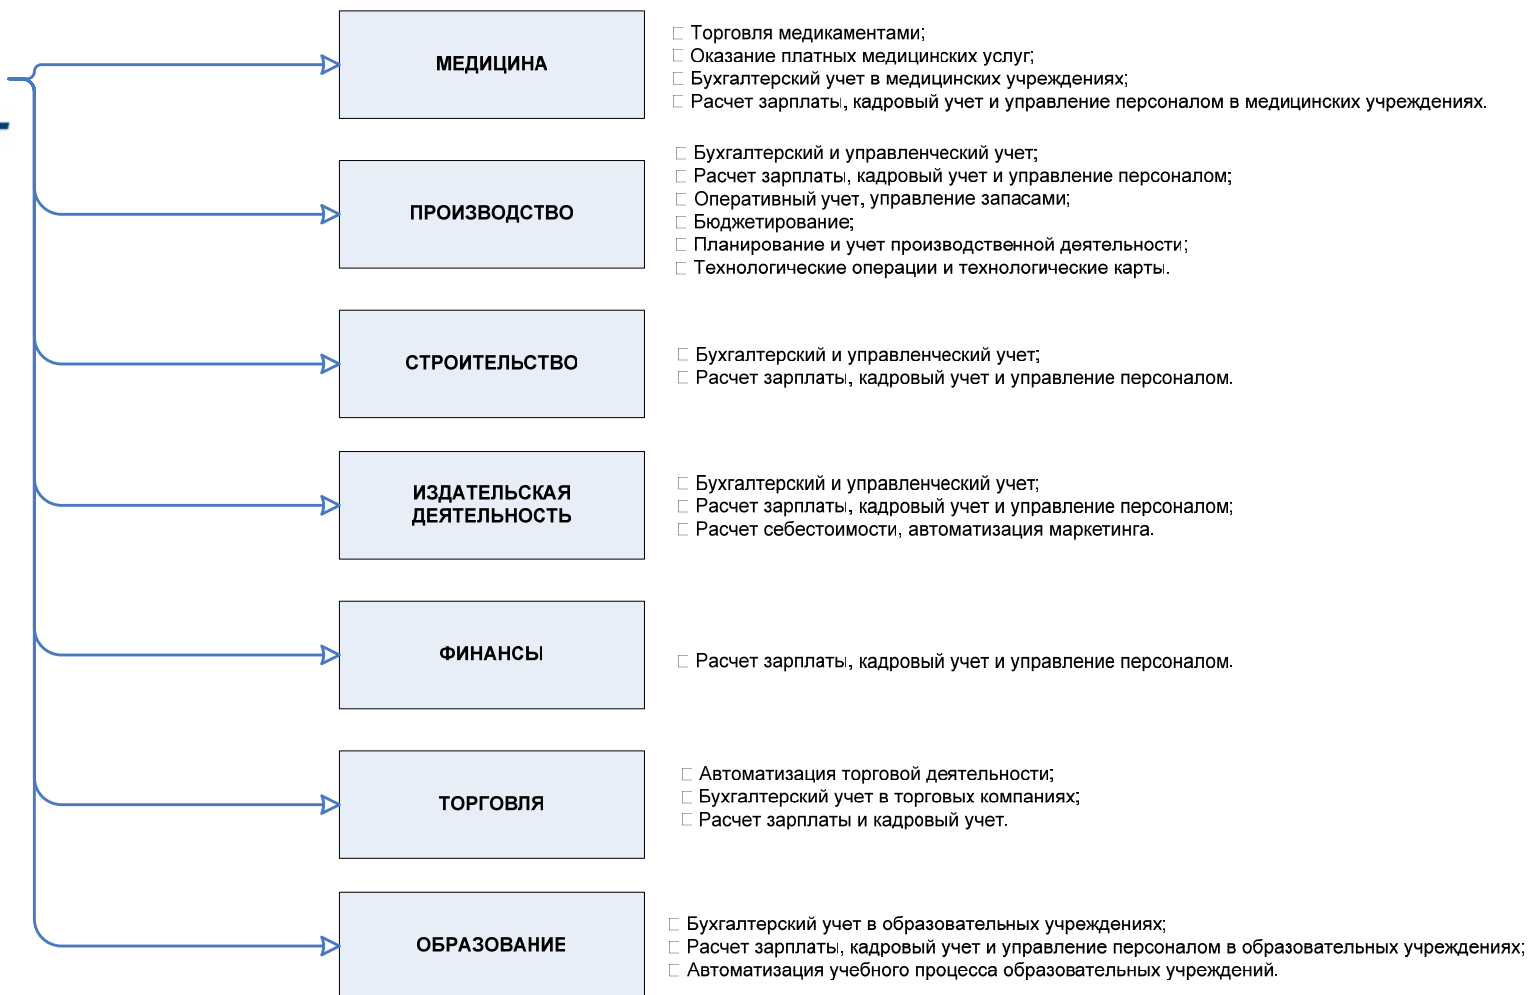 МЕДИЦИНА
Торговля медикаментами;
Оказание платных медицинских услуг;
Бухгалтерский учет в медицинских учреждениях;
Расчет зарплаты, кадровый учет и управление персоналом в медицинских учреждениях.
ПРОИЗВОДСТВО
Бухгалтерский и управленческий учет;
Расчет зарплаты, кадровый учет и управление персоналом;
Оперативный учет, управление запасами;
Бюджетирование;
Планирование и учет производственной деятельности;
Технологические операции и технологические карты.
СТРОИТЕЛЬСТВО
Бухгалтерский и управленческий учет;
Расчет зарплаты, кадровый учет и управление персоналом.
ИЗДАТЕЛЬСКАЯ
ДЕЯТЕЛЬНОСТЬ
Бухгалтерский и управленческий учет;
Расчет зарплаты, кадровый учет и управление персоналом;
Расчет себестоимости, автоматизация маркетинга.
ФИНАНСЫ
Расчет зарплаты, кадровый учет и управление персоналом.
ТОРГОВЛЯ
Автоматизация торговой деятельности;
Бухгалтерский учет в торговых компаниях;
Расчет зарплаты и кадровый учет.
ОБРАЗОВАНИЕ
Бухгалтерский учет в образовательных учреждениях;
Расчет зарплаты, кадровый учет и управление персоналом в образовательных учреждениях;
Автоматизация учебного процесса образовательных учреждений.